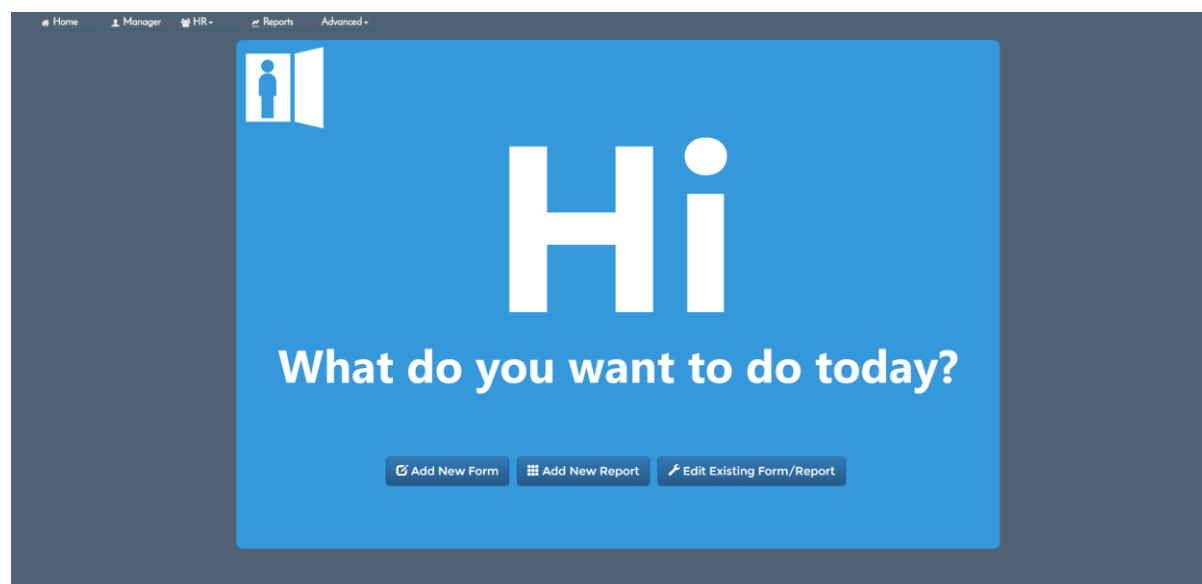 Home Manager HR Reports Advanced
Hi
What do you want to do today?
Add New Form Add New Report Edit Existing Form/Report